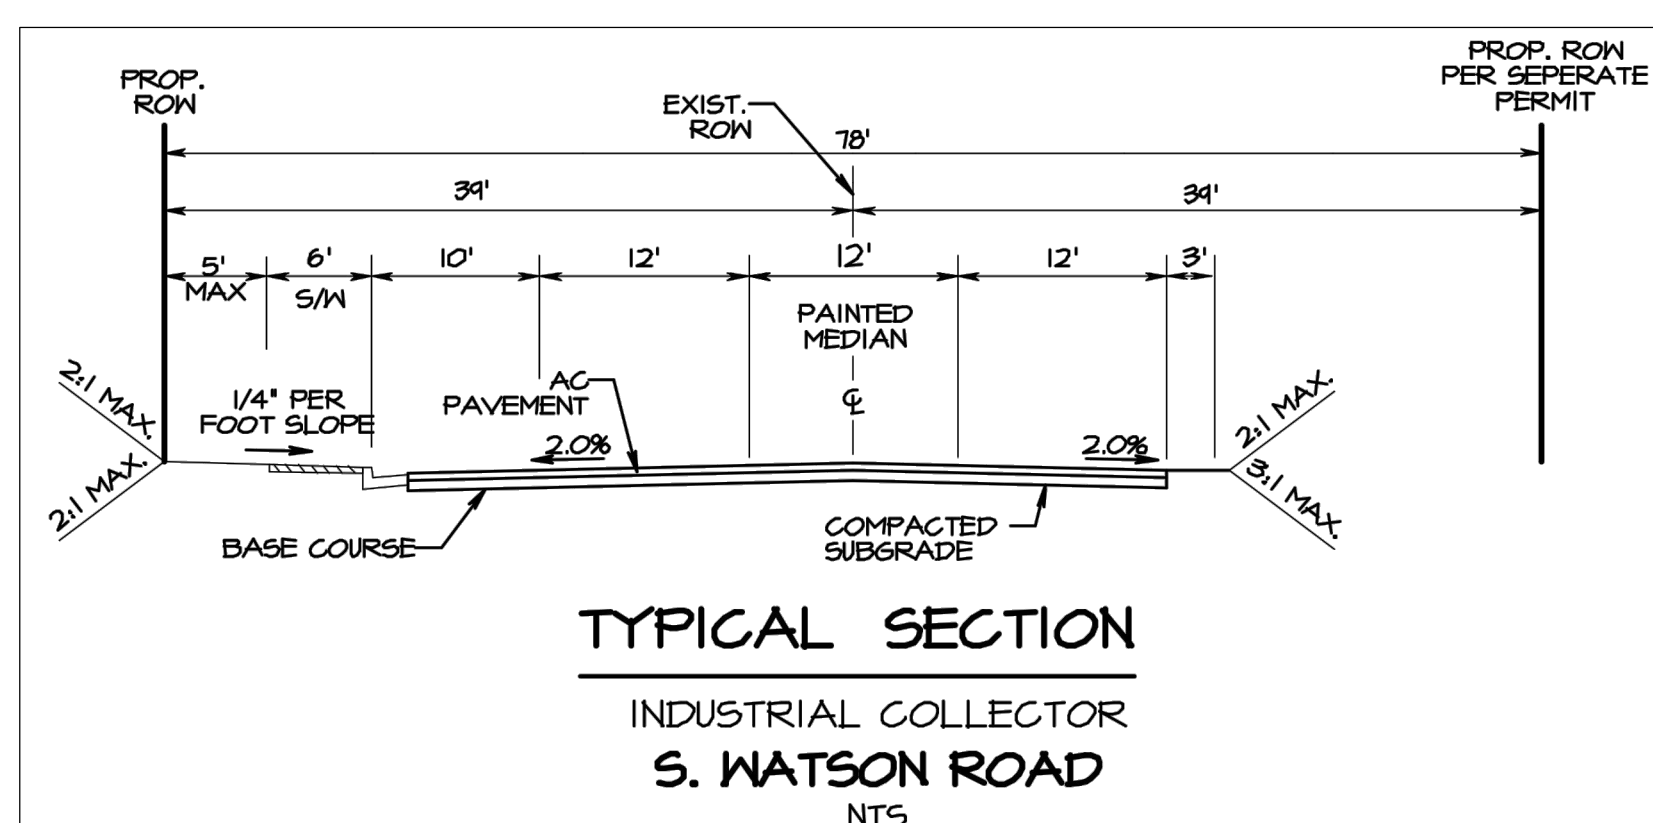 PROP.
ROW
EXIST.
ROW
PROP. ROW
PER SEPERATE
PERMIT
78'
39'
39'
5'
MAX
6'
S/W
10'
12'
12'
12'
3'
PAINTED
MEDIAN
℄
2:1 MAX.
2:1 MAX.
1/4" PER
FOOT SLOPE
AC
PAVEMENT
2.0%
2.0%
2:1 MAX.
3:1 MAX.
BASE COURSE
COMPACTED
SUBGRADE
TYPICAL SECTION
INDUSTRIAL COLLECTOR
S. WATSON ROAD
NTS